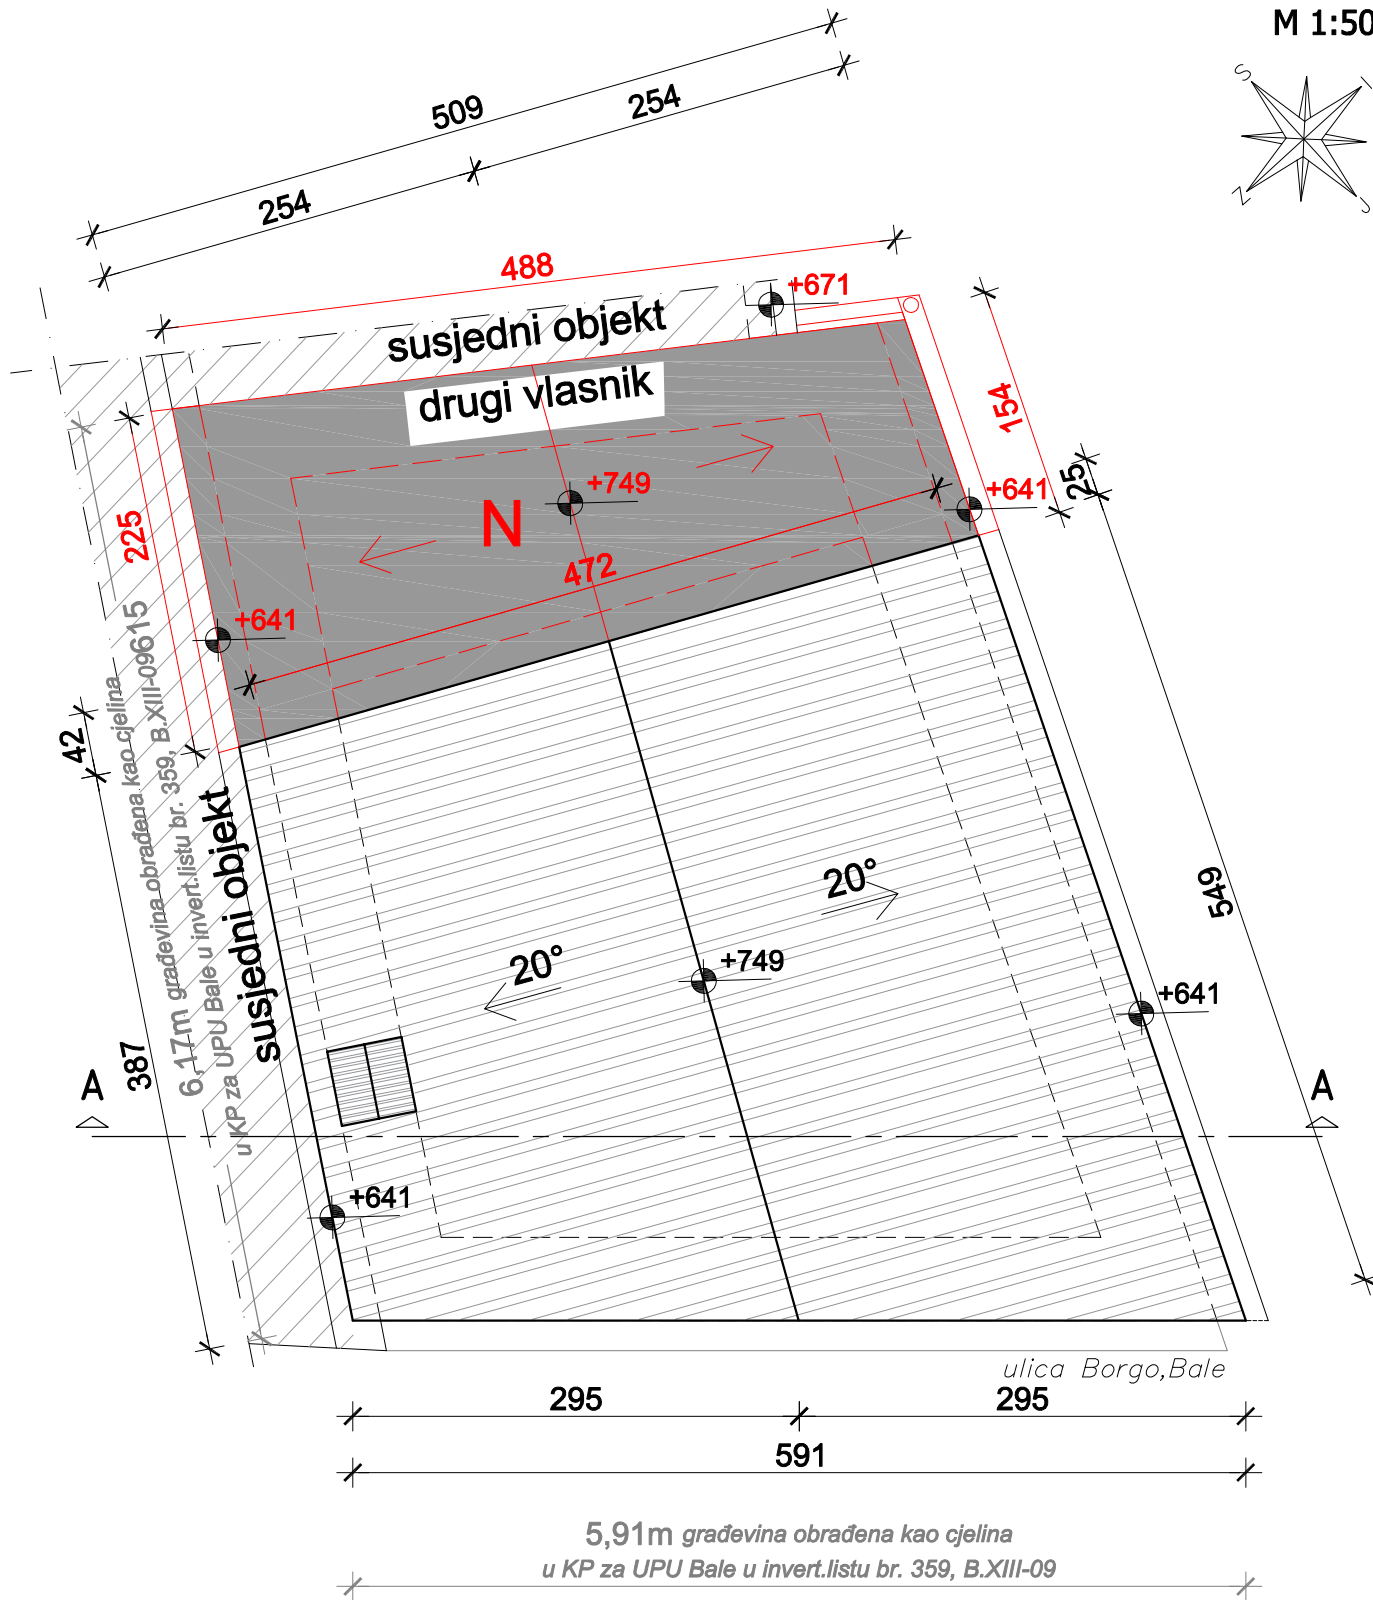 M 1:50
S
I
Z
J
509
254
254
488
+671
susjedni objekt
drugi vlasnik
154
25
+749
+641
N
225
472
+641
615
42
6,17m građevina obrađena kao cjelina
u KP za UPU Bale u invert.listu br. 359, B.XIII-09
susjedni objekt
387
549
20°
20°
+749
+641
A
A
+641
ulica Borgo,Bale
295
295
591
5,91m građevina obrađena kao cjelina
u KP za UPU Bale u invert.listu br. 359, B.XIII-09